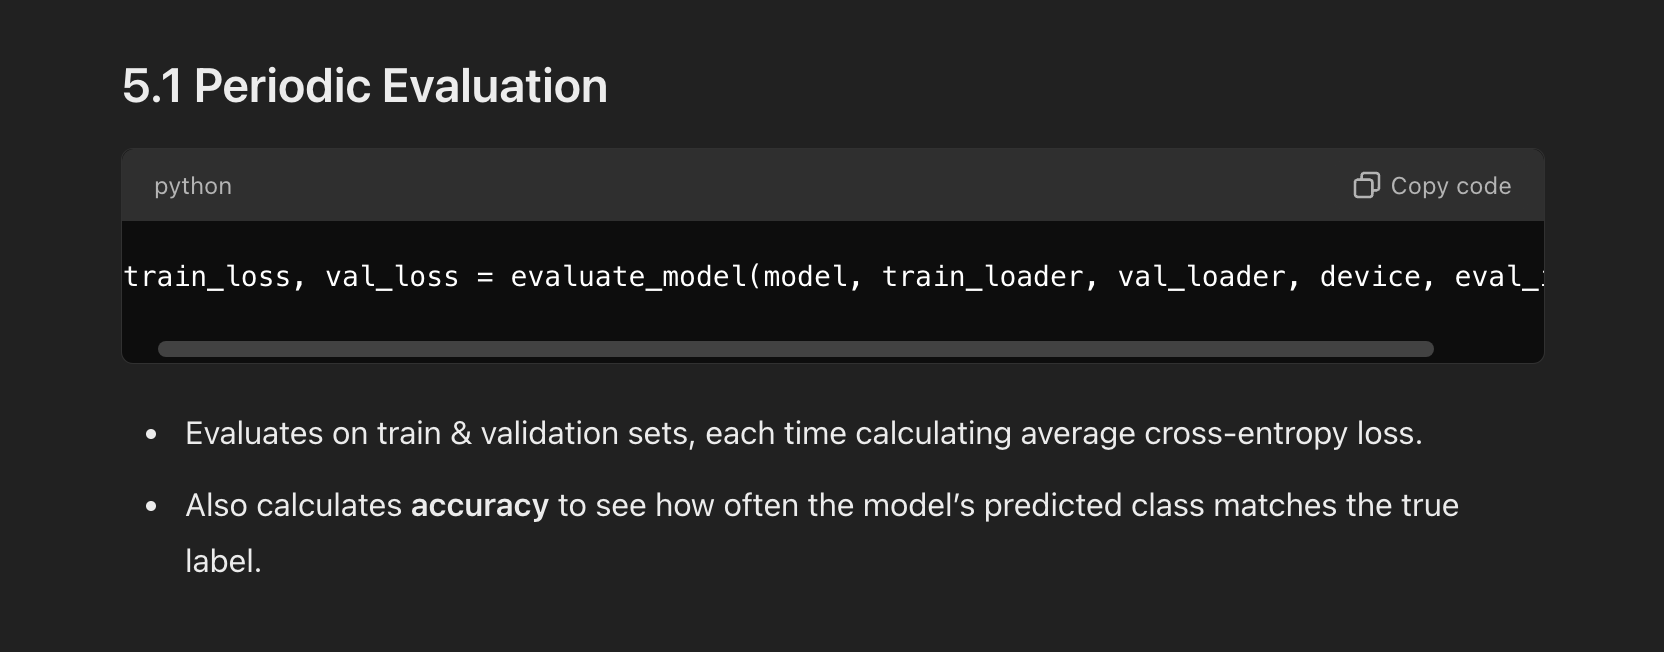 5.1 Periodic Evaluation
python
Copy code
train_loss, val_loss = evaluate_model(model, train_loader, val_loader, device,
• Evaluates on train & validation sets, each time calculating average cross-entropy loss.
• Also calculates accuracy to see how often the model’s predicted class matches the true
label.